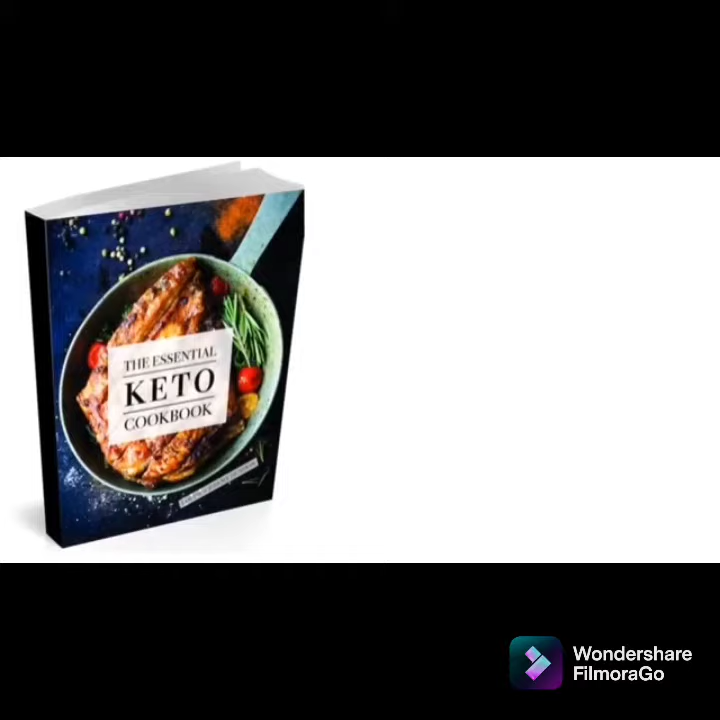 THE ESSENTIAL
KETO
COOKBOOK
Wondershare
FilmoraGo